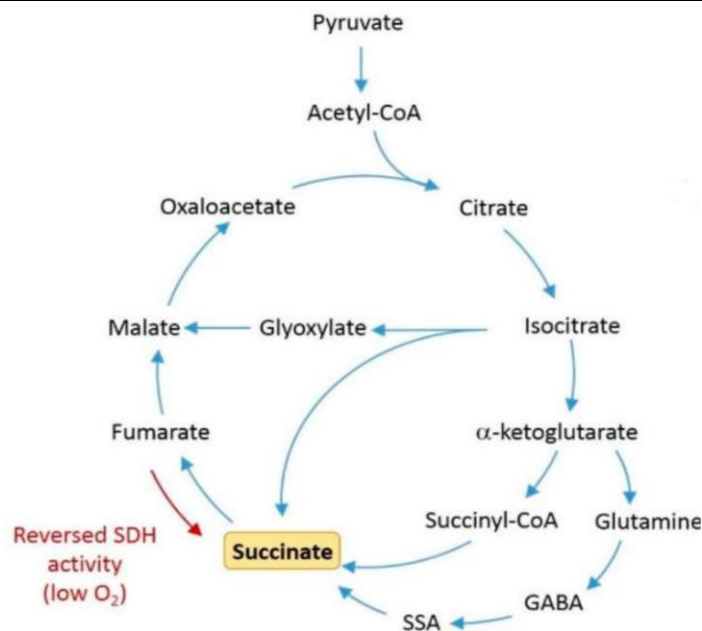 Pyruvate
Acetyl-CoA
Oxaloacetate
Citrate
Malate
Glyoxylate
Isocitrate
Fumarate
α-ketoglutarate
Reversed SDH
activity
(low O₂)
Succinate
Succinyl-CoA
Glutamine
GABA
SSA